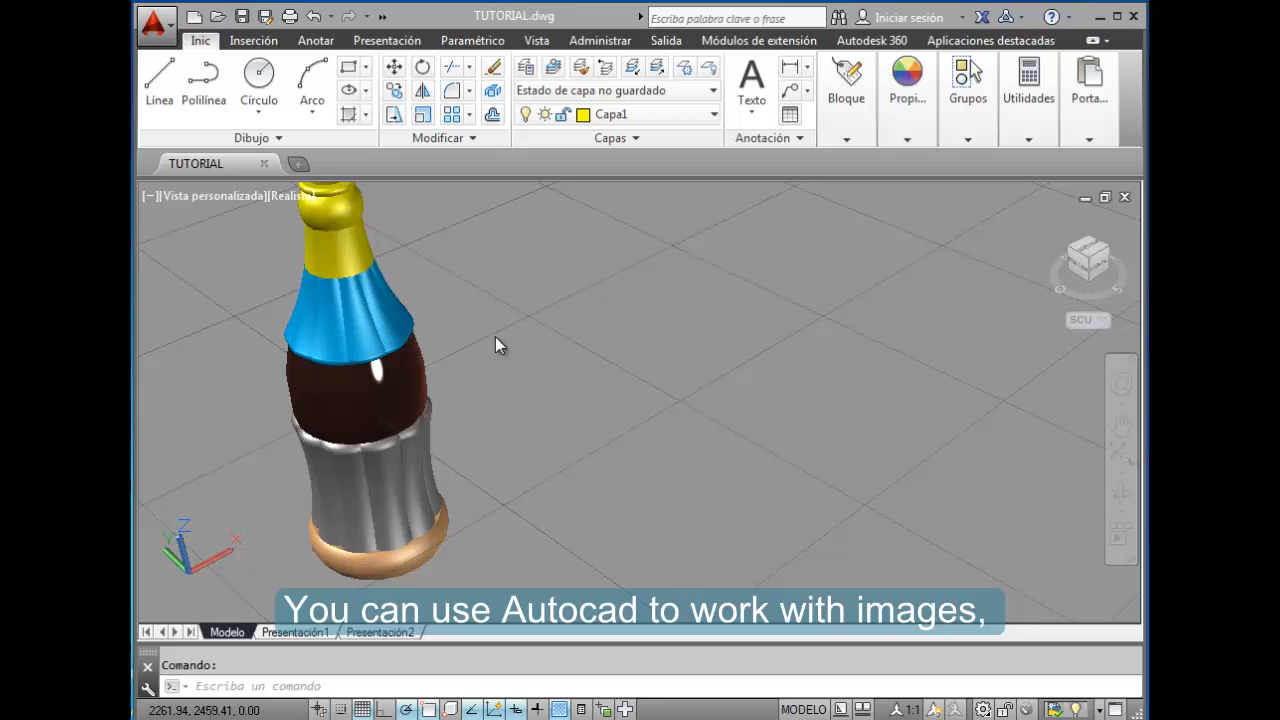 TUTORIAL.dwg
Escriba palabra clave o frase
Iniciar sesión
Inic
Inserción
Anotar
Presentación
Paramétrico
Vista
Administrar
Salida
Módulos de extensión
Autodesk 360
Aplicaciones destacadas
Línea
Polilínea
Círculo
Arco
Estado de capa no guardado
Capa1
Texto
Bloque
Propi...
Grupos
Utilidades
Porta...
Dibujo
Modificar
Capas
Anotación
TUTORIAL
[−][Vista personalizada][Realista]
SCU
Z
Y
X
You can use Autocad to work with images,
Modelo
Presentación1
Presentación2
Comando:
Escriba un comando
2261.94, 2459.41, 0.00
MODELO
1:1